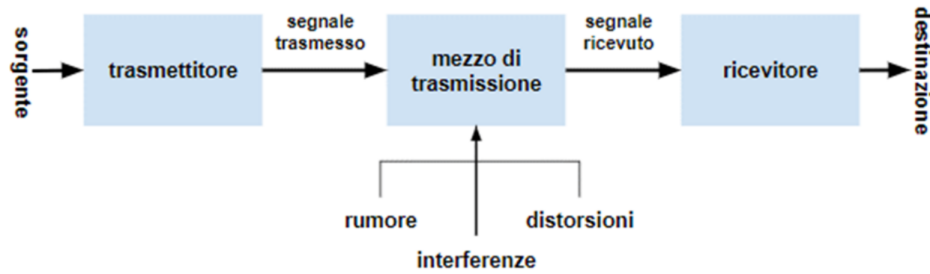 sorgente
trasmettitore
segnale
trasmesso
mezzo di
trasmissione
segnale
ricevuto
ricevitore
destinazione
rumore
distorsioni
interferenze